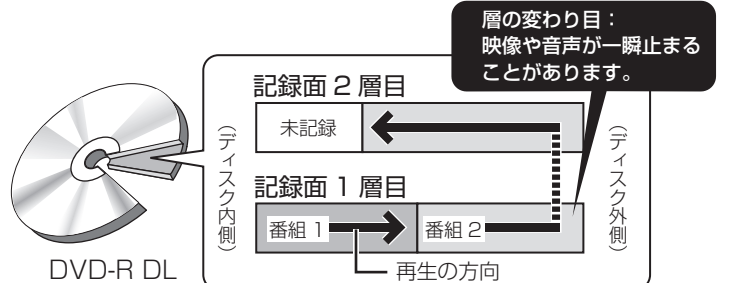 層の変わり目：
映像や音声が一瞬止まる
ことがあります。
記録面 2 層目
未記録
（ディスク内側）
（ディスク外側）
記録面 1 層目
番組 1
番組 2
再生の方向
DVD-R DL